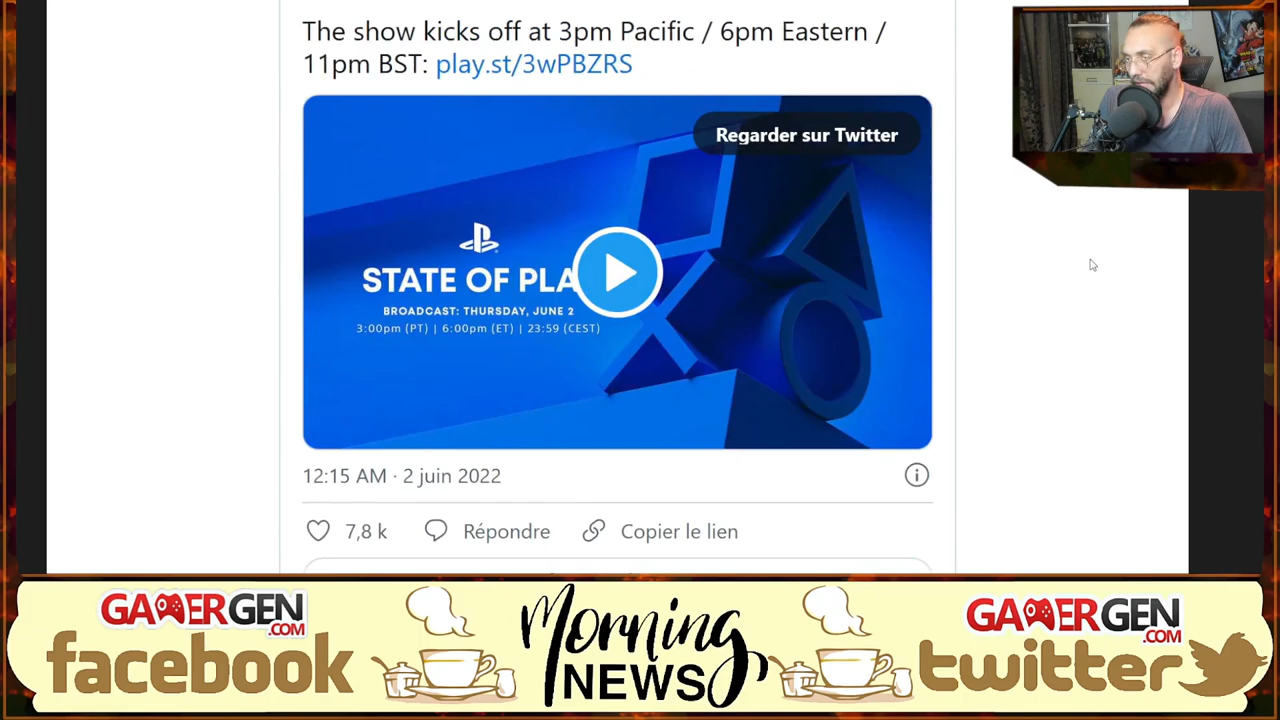 The show kicks off at 3pm Pacific / 6pm Eastern /
11pm BST: play.st/3wPBZRS
Regarder sur Twitter
STATE OF PLA
BROADCAST: THURSDAY, JUNE 2
3:00pm (PT) | 6:00pm (ET) | 23:59 (CEST)
12:15 AM · 2 juin 2022
7,8 k Répondre Copier le lien
GAMERGEN
.COM
facebook
Morning
NEWS
GAMERGEN
.COM
twitter